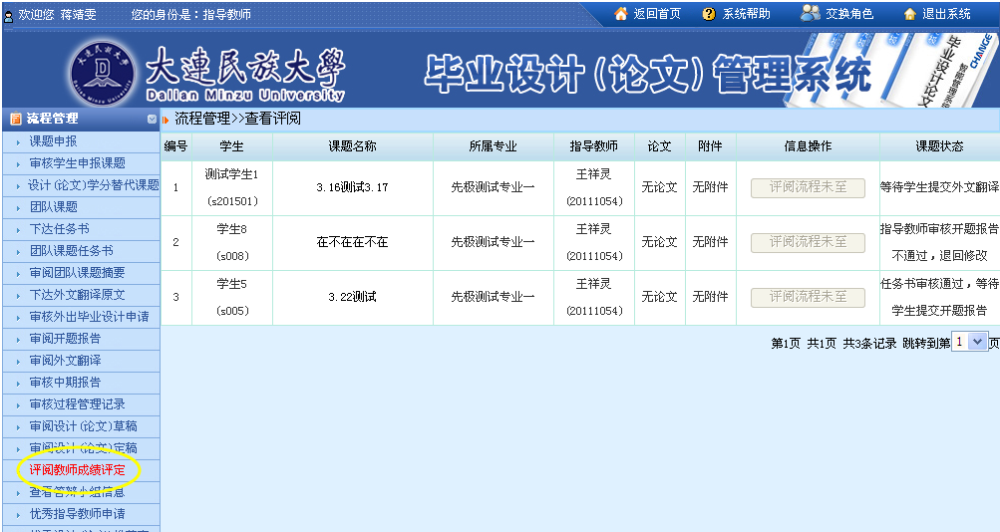 欢迎您 蒋靖雯 您的身份是：指导教师 返回首页 系统帮助 交换角色 退出系统
大連民族大學
Dalian Minzu University
毕业设计(论文)管理系统
毕业设计论文
智能管理系统
CHANGE
流程管理
课题申报
审核学生申报课题
设计(论文)学分替代课题
团队课题
下达任务书
团队课题任务书
审阅团队课题摘要
下达外文翻译原文
审核外出毕业设计申请
审阅开题报告
审阅外文翻译
审核中期报告
审核过程管理记录
审阅设计(论文)草稿
审阅设计(论文)定稿
评阅教师成绩评定
查看答辩小组信息
优秀指导教师申请
流程管理>>查看评阅
编号 学生 课题名称 所属专业 指导教师 论文 附件 信息操作 课题状态
1 测试学生1 (s201501) 3.16测试3.17 先极测试专业一 王祥灵 (20111054) 无论文 无附件 评阅流程未至 等待学生提交外文翻译
2 学生8 (s008) 在不在在不在 先极测试专业一 王祥灵 (20111054) 无论文 无附件 评阅流程未至 指导教师审核开题报告不通过，退回修改
3 学生5 (s005) 3.22测试 先极测试专业一 王祥灵 (20111054) 无论文 无附件 评阅流程未至 任务书审核通过，等待学生提交开题报告
第1页 共1页 共3条记录 跳转到第 1 页